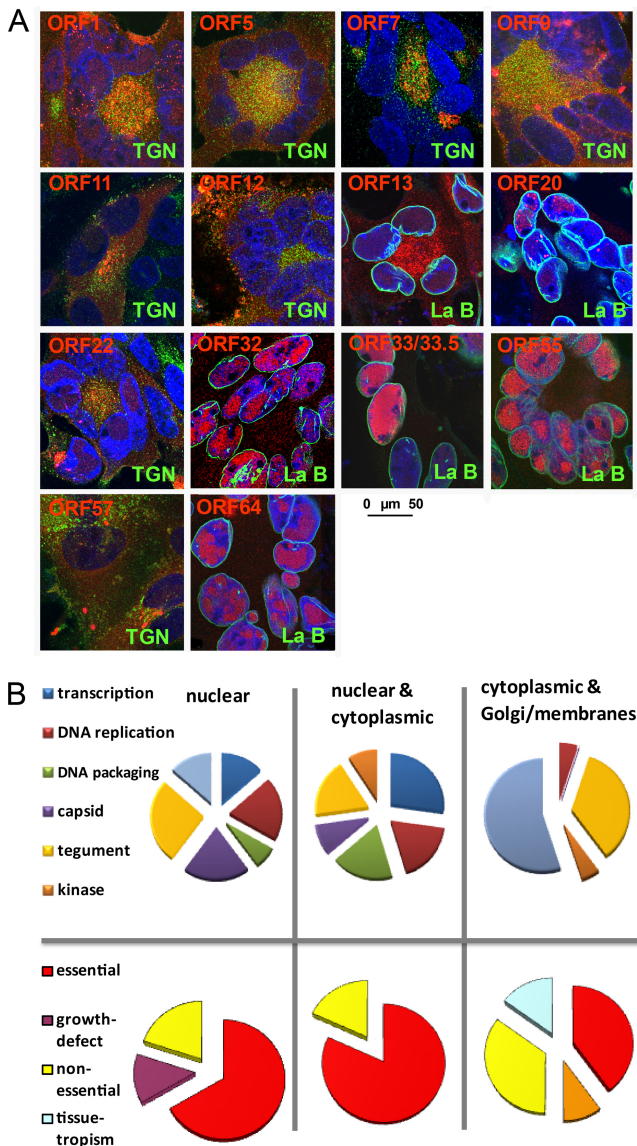 A
ORF1 ORF5 ORF7 ORF9
TGN TGN TGN TGN
ORF11 ORF12 ORF13 ORF20
TGN TGN La B La B
ORF22 ORF32 ORF33/33.5 ORF55
TGN La B La B La B
ORF57 ORF64 0 µm 50
TGN La B
B
nuclear
nuclear &
cytoplasmic
cytoplasmic &
Golgi/membranes
transcription
DNA replication
DNA packaging
capsid
tegument
kinase
essential
growth-
defect
non-
essential
tissue-
tropism